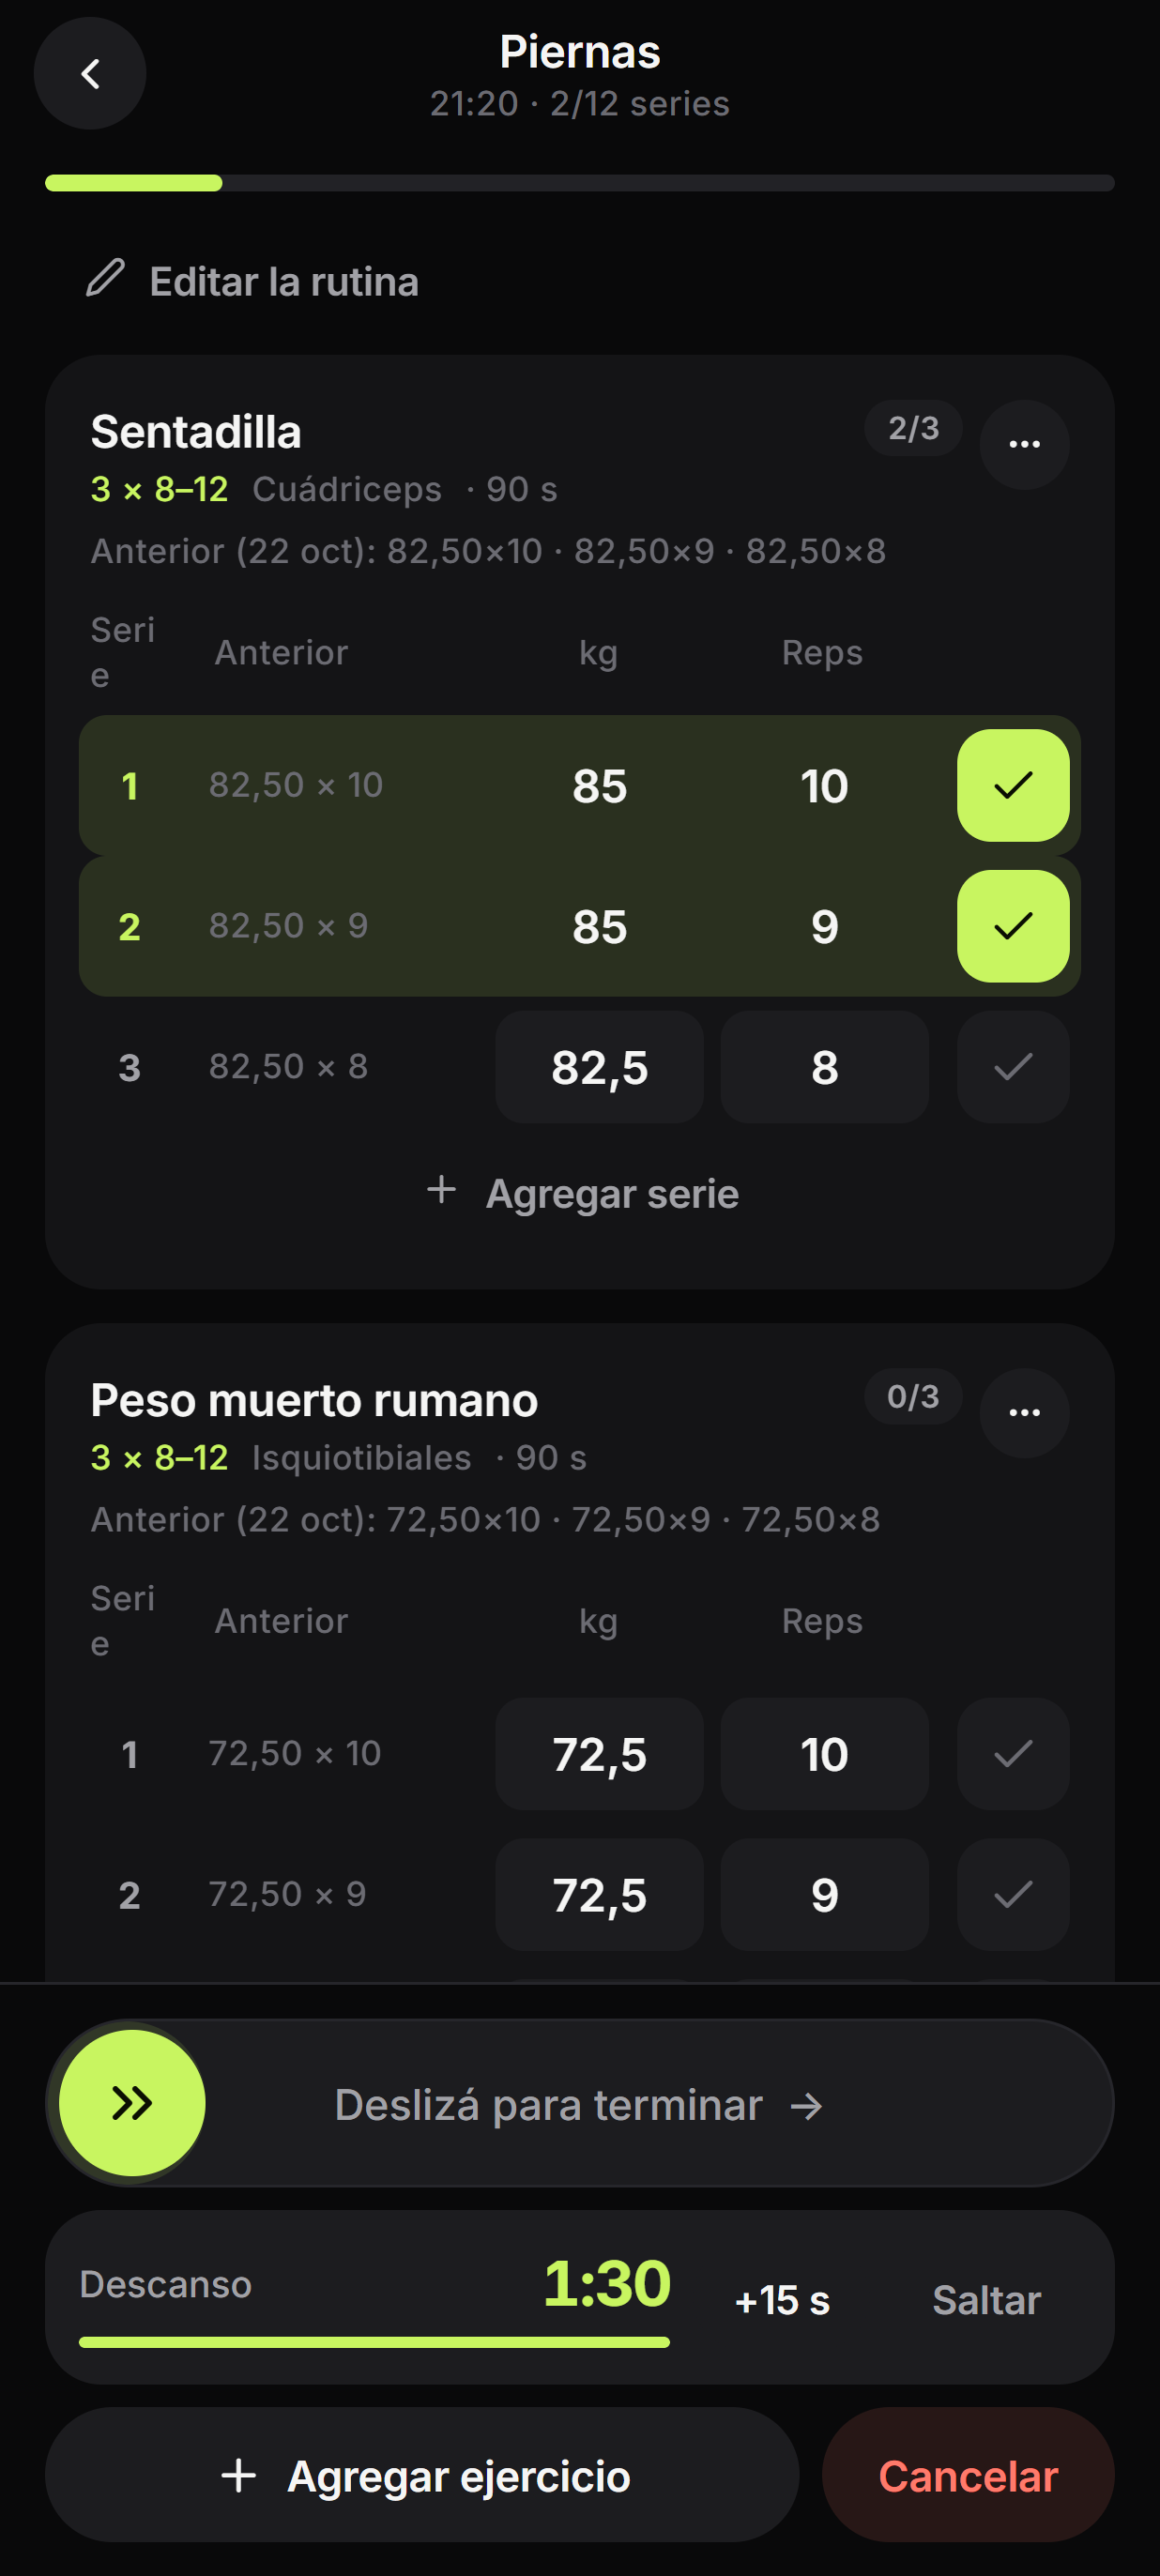 Piernas
21:20 · 2/12 series
Editar la rutina
Sentadilla
2/3
3 × 8–12 Cuádriceps · 90 s
Anterior (22 oct): 82,50×10 · 82,50×9 · 82,50×8
Seri
e
Anterior kg Reps
1 82,50 × 10 85 10
2 82,50 × 9 85 9
3 82,50 × 8 82,5 8
Agregar serie
Peso muerto rumano
0/3
3 × 8–12 Isquiotibiales · 90 s
Anterior (22 oct): 72,50×10 · 72,50×9 · 72,50×8
Seri
e
Anterior kg Reps
1 72,50 × 10 72,5 10
2 72,50 × 9 72,5 9
Deslizá para terminar →
Descanso 1:30 +15 s Saltar
Agregar ejercicio Cancelar